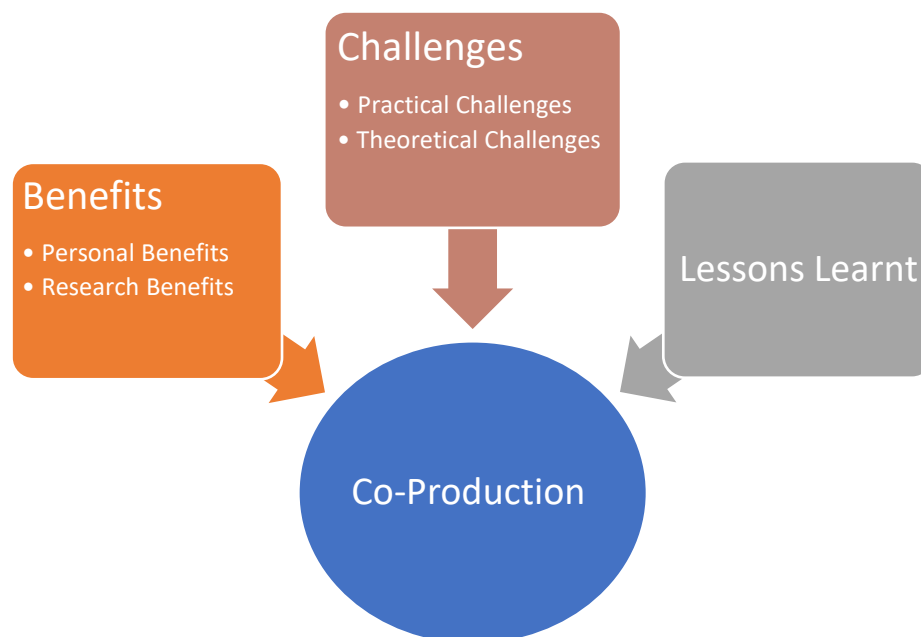 Challenges
• Practical Challenges
• Theoretical Challenges
Benefits
• Personal Benefits
• Research Benefits
Lessons Learnt
Co-Production